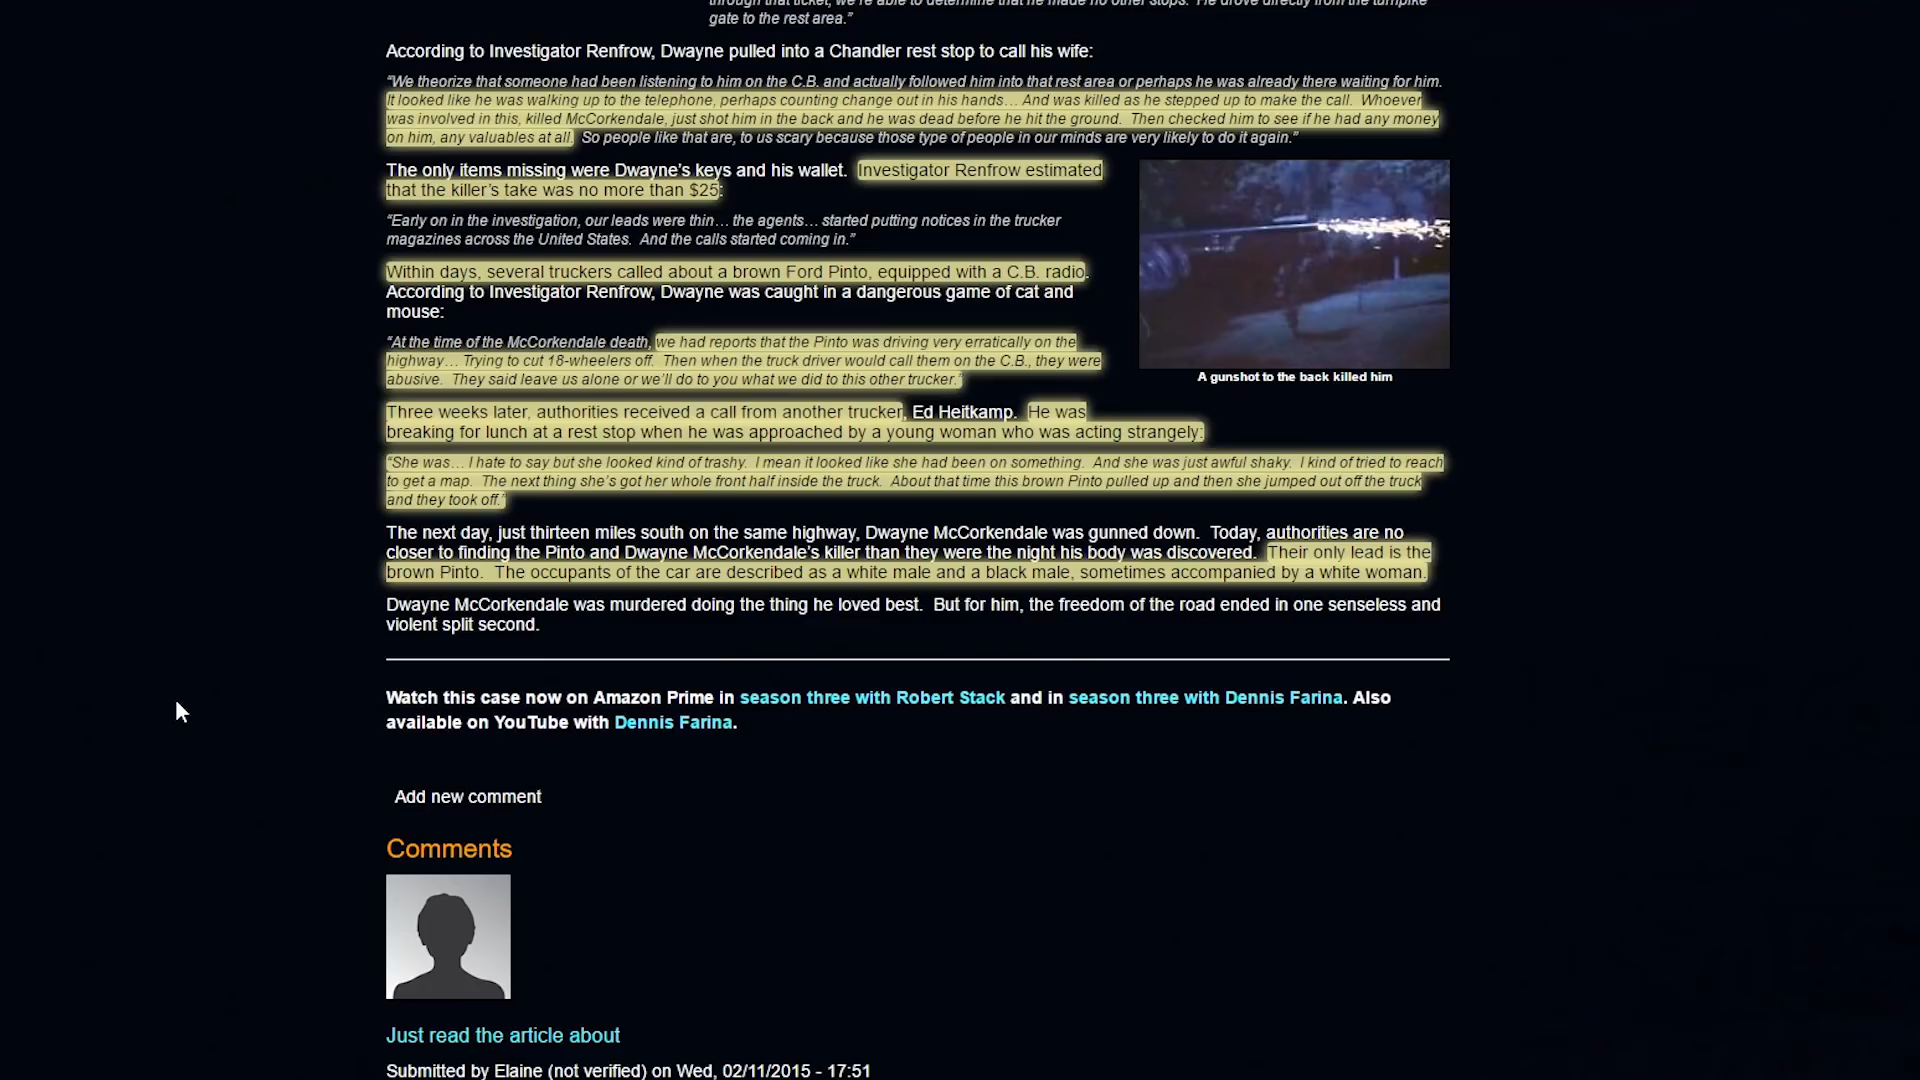 through that ticket, we're able to determine that he made no other stops. He drove directly from the turnpike
gate to the rest area.”
According to Investigator Renfrow, Dwayne pulled into a Chandler rest stop to call his wife:
“We theorize that someone had been listening to him on the C.B. and actually followed him into that rest area or perhaps he was already there waiting for him.
It looked like he was walking up to the telephone, perhaps counting change out in his hands… And was killed as he stepped up to make the call. Whoever
was involved in this, killed McCorkendale, just shot him in the back and he was dead before he hit the ground. Then checked him to see if he had any money
on him, any valuables at all. So people like that are, to us scary because those type of people in our minds are very likely to do it again.”
The only items missing were Dwayne’s keys and his wallet. Investigator Renfrow estimated
that the killer’s take was no more than $25:
“Early on in the investigation, our leads were thin… the agents… started putting notices in the trucker
magazines across the United States. And the calls started coming in.”
Within days, several truckers called about a brown Ford Pinto, equipped with a C.B. radio.
According to Investigator Renfrow, Dwayne was caught in a dangerous game of cat and
mouse:
“At the time of the McCorkendale death, we had reports that the Pinto was driving very erratically on the
highway… Trying to cut 18-wheelers off. Then when the truck driver would call them on the C.B., they were
abusive. They said leave us alone or we’ll do to you what we did to this other trucker.”
A gunshot to the back killed him
Three weeks later, authorities received a call from another trucker, Ed Heitkamp. He was
breaking for lunch at a rest stop when he was approached by a young woman who was acting strangely:
“She was… I hate to say but she looked kind of trashy. I mean it looked like she had been on something. And she was just awful shaky. I kind of tried to reach
to get a map. The next thing she’s got her whole front half inside the truck. About that time this brown Pinto pulled up and then she jumped out off the truck
and they took off.”
The next day, just thirteen miles south on the same highway, Dwayne McCorkendale was gunned down. Today, authorities are no
closer to finding the Pinto and Dwayne McCorkendale’s killer than they were the night his body was discovered. Their only lead is the
brown Pinto. The occupants of the car are described as a white male and a black male, sometimes accompanied by a white woman.
Dwayne McCorkendale was murdered doing the thing he loved best. But for him, the freedom of the road ended in one senseless and
violent split second.
Watch this case now on Amazon Prime in season three with Robert Stack and in season three with Dennis Farina. Also
available on YouTube with Dennis Farina.
Add new comment
Comments
Just read the article about
Submitted by Elaine (not verified) on Wed, 02/11/2015 - 17:51